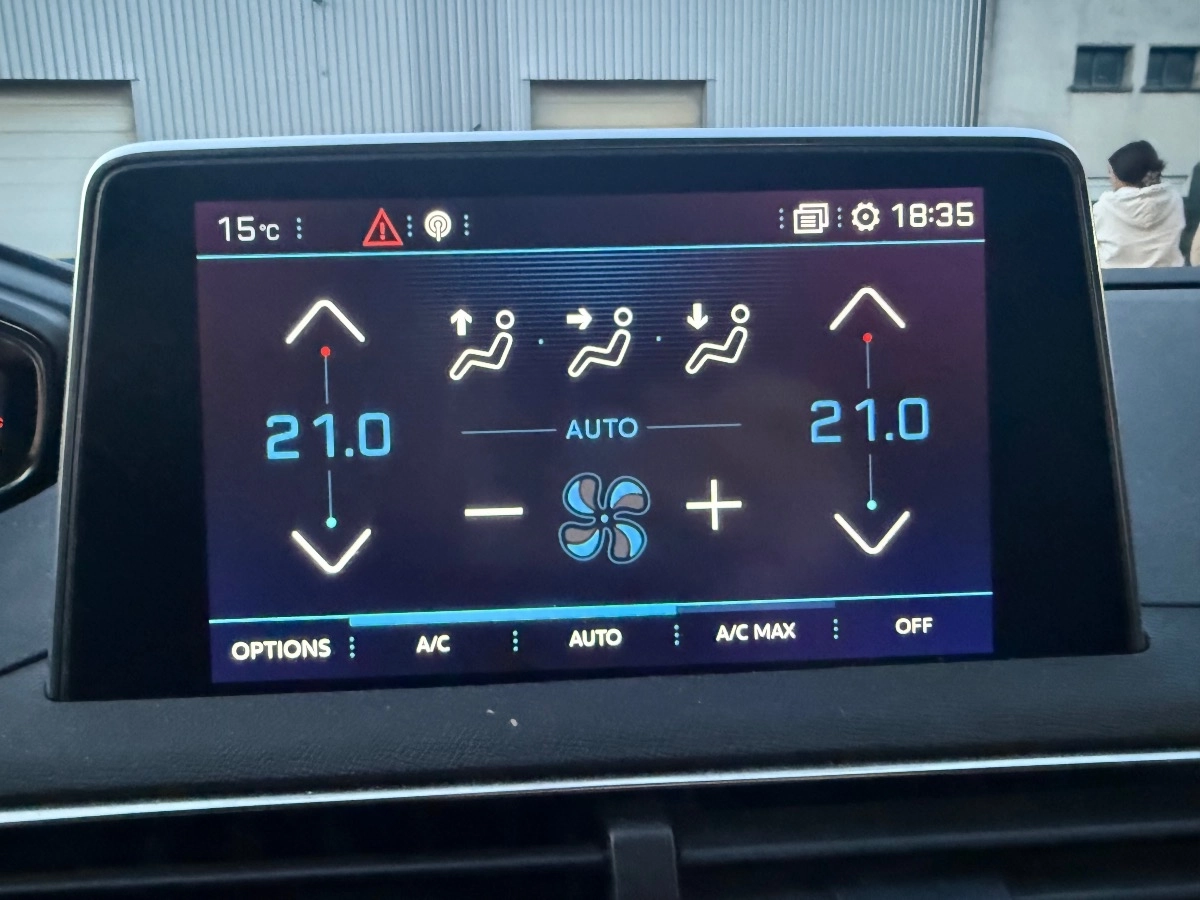 15°C 18:35
21.0 AUTO 21.0
OPTIONS A/C AUTO A/C MAX OFF